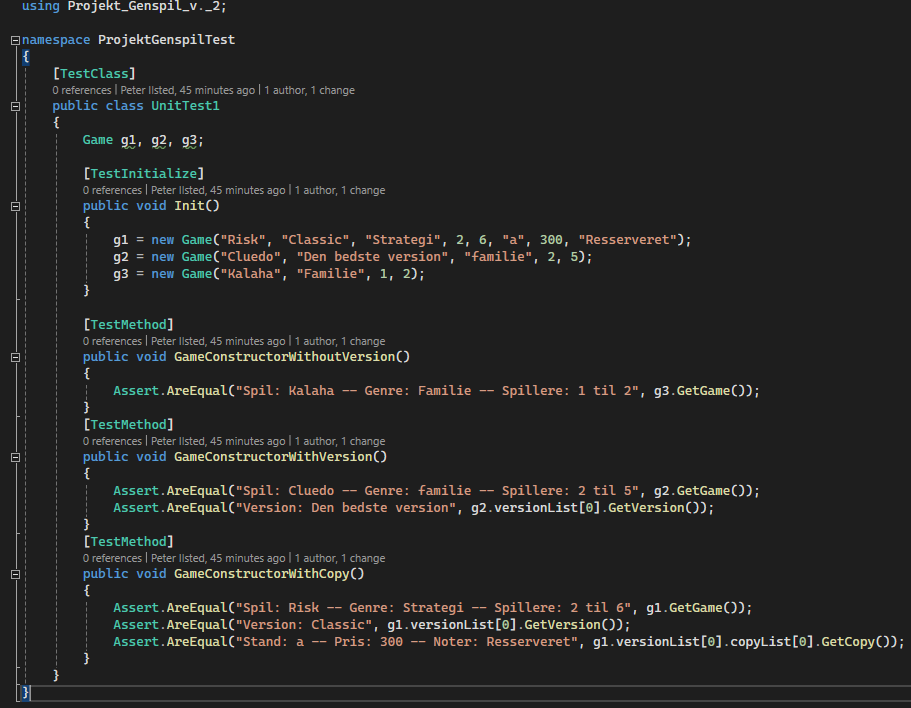 using Projekt_Genspil_v._2;
namespace ProjektGenspilTest
{
[TestClass]
0 references | Peter Ilsted, 45 minutes ago | 1 author, 1 change
public class UnitTest1
{
Game g1, g2, g3;
[TestInitialize]
0 references | Peter Ilsted, 45 minutes ago | 1 author, 1 change
public void Init()
{
g1 = new Game("Risk", "Classic", "Strategi", 2, 6, "a", 300, "Resserveret");
g2 = new Game("Cluedo", "Den bedste version", "familie", 2, 5);
g3 = new Game("Kalaha", "Familie", 1, 2);
}
[TestMethod]
0 references | Peter Ilsted, 45 minutes ago | 1 author, 1 change
public void GameConstructorWithoutVersion()
{
Assert.AreEqual("Spil: Kalaha -- Genre: Familie -- Spillere: 1 til 2", g3.GetGame());
}
[TestMethod]
0 references | Peter Ilsted, 45 minutes ago | 1 author, 1 change
public void GameConstructorWithVersion()
{
Assert.AreEqual("Spil: Cluedo -- Genre: familie -- Spillere: 2 til 5", g2.GetGame());
Assert.AreEqual("Version: Den bedste version", g2.versionList[0].GetVersion());
}
[TestMethod]
0 references | Peter Ilsted, 45 minutes ago | 1 author, 1 change
public void GameConstructorWithCopy()
{
Assert.AreEqual("Spil: Risk -- Genre: Strategi -- Spillere: 2 til 6", g1.GetGame());
Assert.AreEqual("Version: Classic", g1.versionList[0].GetVersion());
Assert.AreEqual("Stand: a -- Pris: 300 -- Noter: Resserveret", g1.versionList[0].copyList[0].GetCopy());
}
}
}